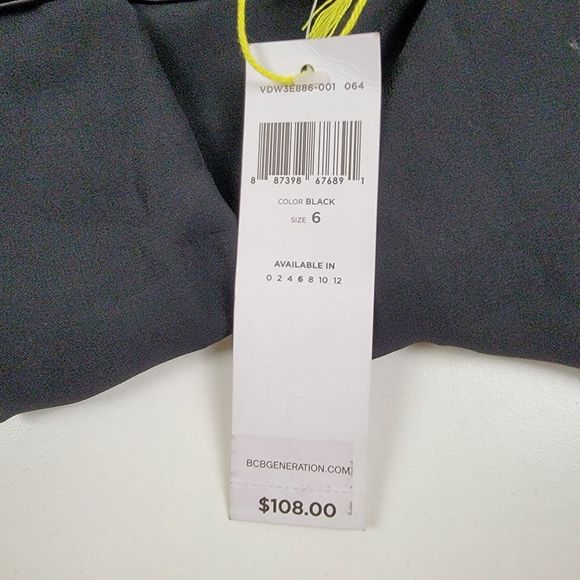 VDW3E886-001 064
8 87398 67689 1
COLOR BLACK
SIZE 6
AVAILABLE IN
0 2 4 6 8 10 12
BCBGENERATION.COM
$108.00